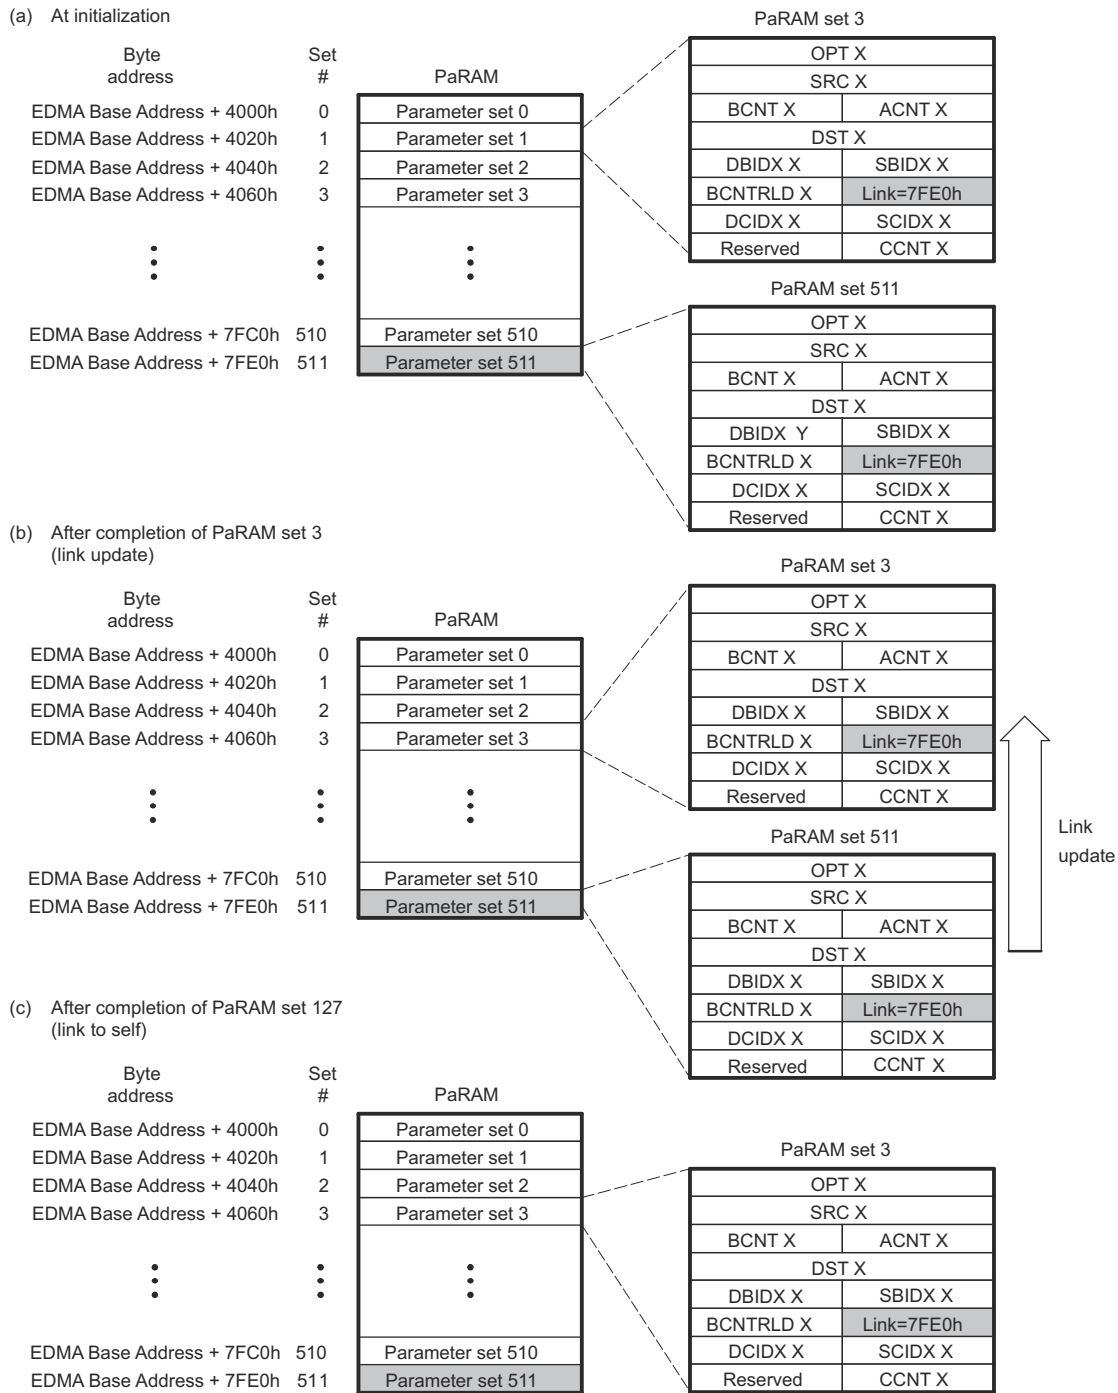 (a) At initialization
Byte address
Set #
PaRAM
EDMA Base Address + 4000h 0 Parameter set 0
EDMA Base Address + 4020h 1 Parameter set 1
EDMA Base Address + 4040h 2 Parameter set 2
EDMA Base Address + 4060h 3 Parameter set 3
EDMA Base Address + 7FC0h 510 Parameter set 510
EDMA Base Address + 7FE0h 511 Parameter set 511
PaRAM set 3
OPT X
SRC X
BCNT X ACNT X
DST X
DBIDX X SBIDX X
BCNTRLD X Link=7FE0h
DCIDX X SCIDX X
Reserved CCNT X
PaRAM set 511
OPT X
SRC X
BCNT X ACNT X
DST X
DBIDX Y SBIDX X
BCNTRLD X Link=7FE0h
DCIDX X SCIDX X
Reserved CCNT X
(b) After completion of PaRAM set 3
(link update)
Byte address
Set #
PaRAM
EDMA Base Address + 4000h 0 Parameter set 0
EDMA Base Address + 4020h 1 Parameter set 1
EDMA Base Address + 4040h 2 Parameter set 2
EDMA Base Address + 4060h 3 Parameter set 3
EDMA Base Address + 7FC0h 510 Parameter set 510
EDMA Base Address + 7FE0h 511 Parameter set 511
PaRAM set 3
OPT X
SRC X
BCNT X ACNT X
DST X
DBIDX X SBIDX X
BCNTRLD X Link=7FE0h
DCIDX X SCIDX X
Reserved CCNT X
PaRAM set 511
OPT X
SRC X
BCNT X ACNT X
DST X
DBIDX X SBIDX X
BCNTRLD X Link=7FE0h
DCIDX X SCIDX X
Reserved CCNT X
Link
update
(c) After completion of PaRAM set 127
(link to self)
Byte address
Set #
PaRAM
EDMA Base Address + 4000h 0 Parameter set 0
EDMA Base Address + 4020h 1 Parameter set 1
EDMA Base Address + 4040h 2 Parameter set 2
EDMA Base Address + 4060h 3 Parameter set 3
EDMA Base Address + 7FC0h 510 Parameter set 510
EDMA Base Address + 7FE0h 511 Parameter set 511
PaRAM set 3
OPT X
SRC X
BCNT X ACNT X
DST X
DBIDX X SBIDX X
BCNTRLD X Link=7FE0h
DCIDX X SCIDX X
Reserved CCNT X